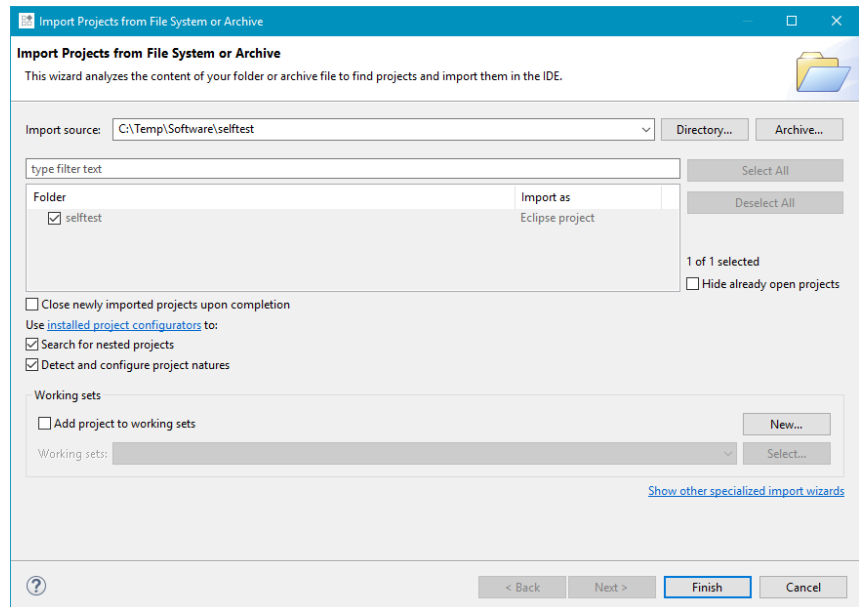 Import Projects from File System or Archive
Import Projects from File System or Archive
This wizard analyzes the content of your folder or archive file to find projects and import them in the IDE.
Import source: C:\Temp\Software\selftest Directory... Archive...
type filter text Select All
Folder Import as Deselect All
selftest Eclipse project
1 of 1 selected
Hide already open projects
Close newly imported projects upon completion
Use installed project configurators to:
Search for nested projects
Detect and configure project natures
Working sets
Add project to working sets New...
Working sets: Select...
Show other specialized import wizards
? < Back Next > Finish Cancel